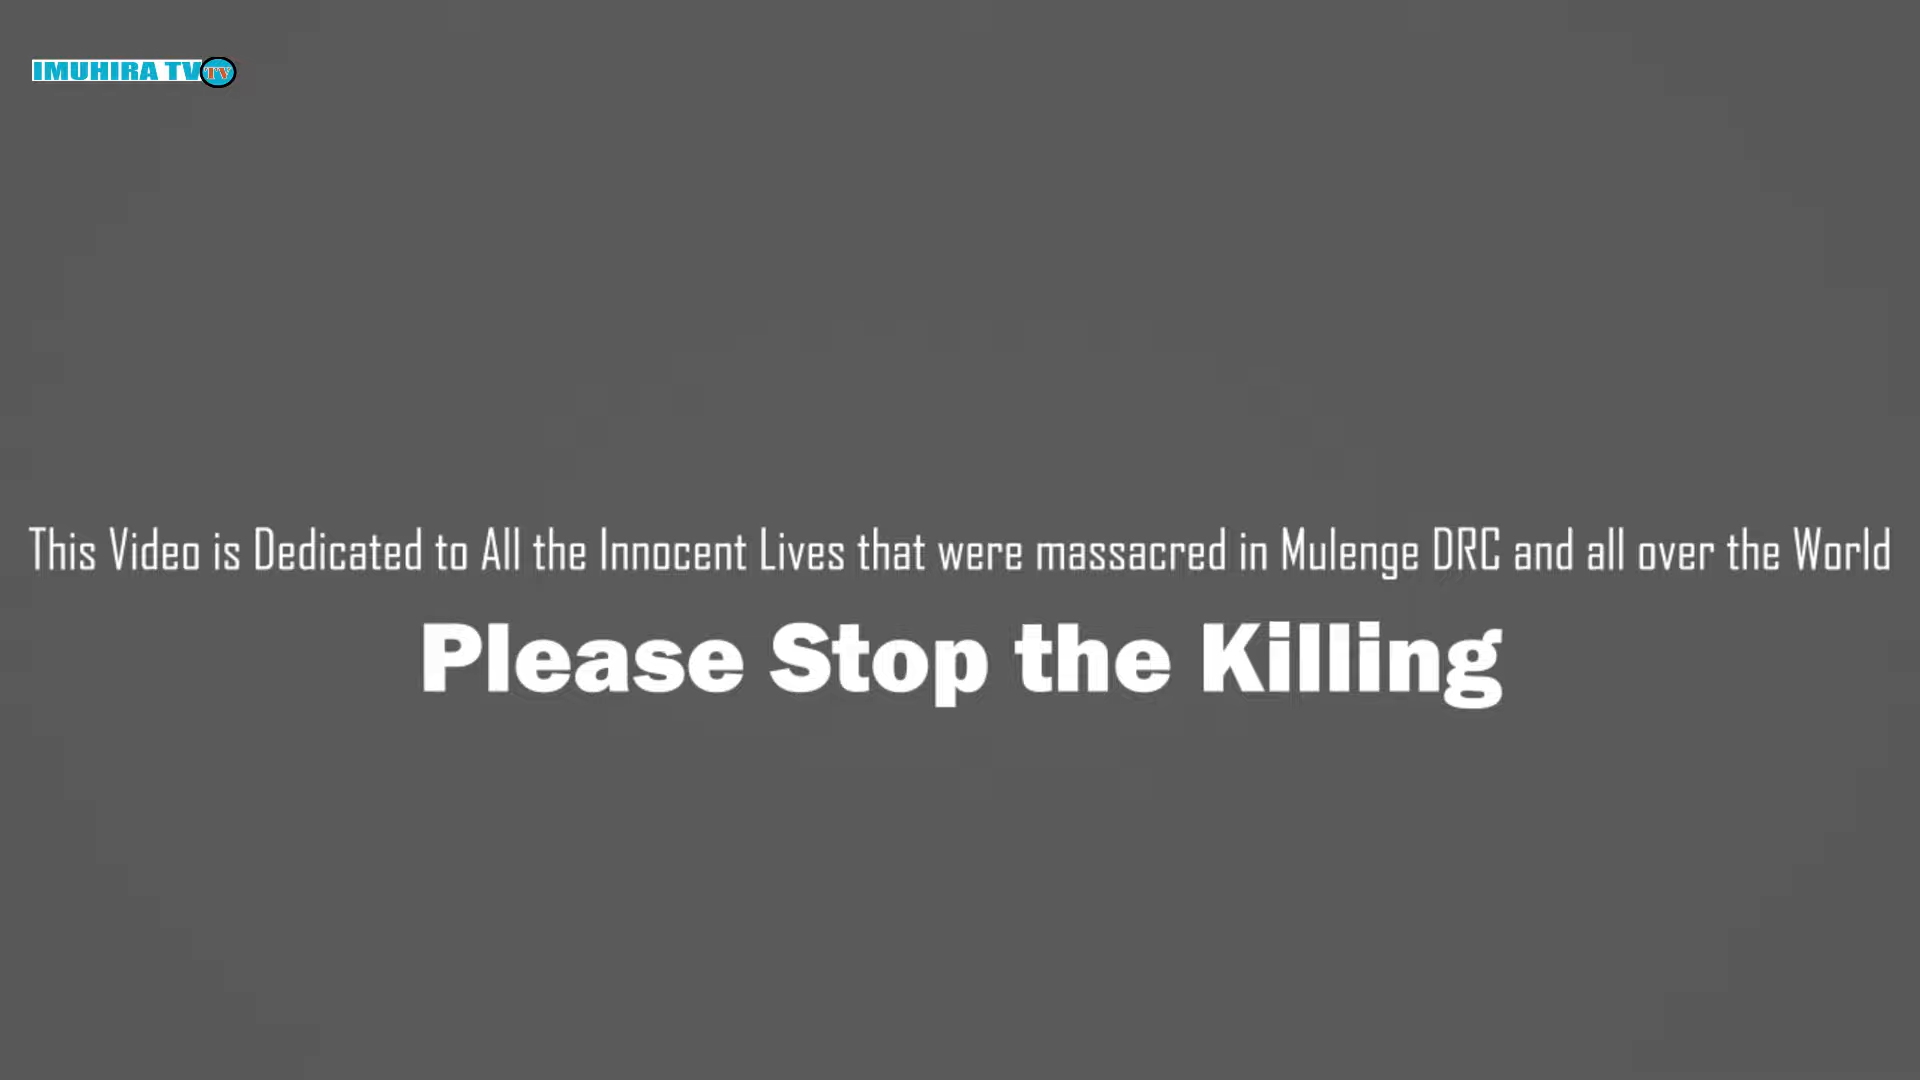 IMUHIRA TV TV
This Video is Dedicated to All the Innocent Lives that were massacred in Mulenge DRC and all over the World
Please Stop the Killing